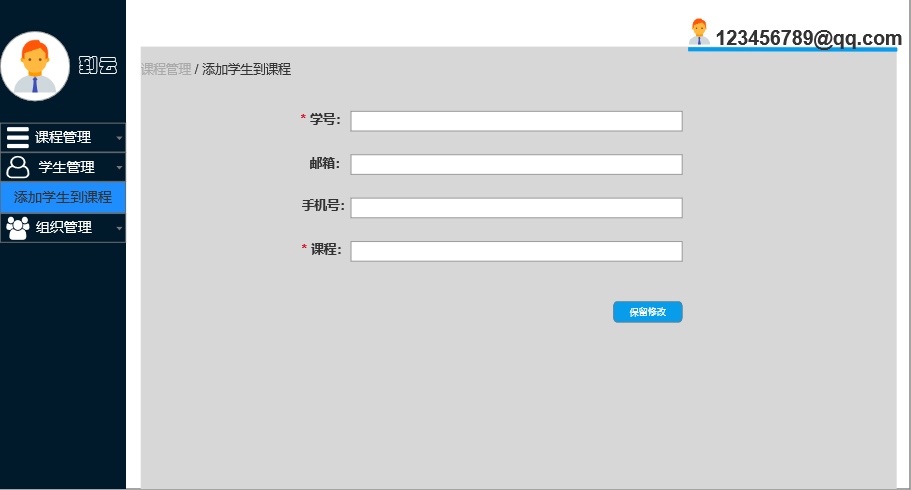 123456789@qq.com
到云
课程管理 / 添加学生到课程
课程管理
学生管理
添加学生到课程
组织管理
* 学号:
邮箱:
手机号:
* 课程:
保留修改